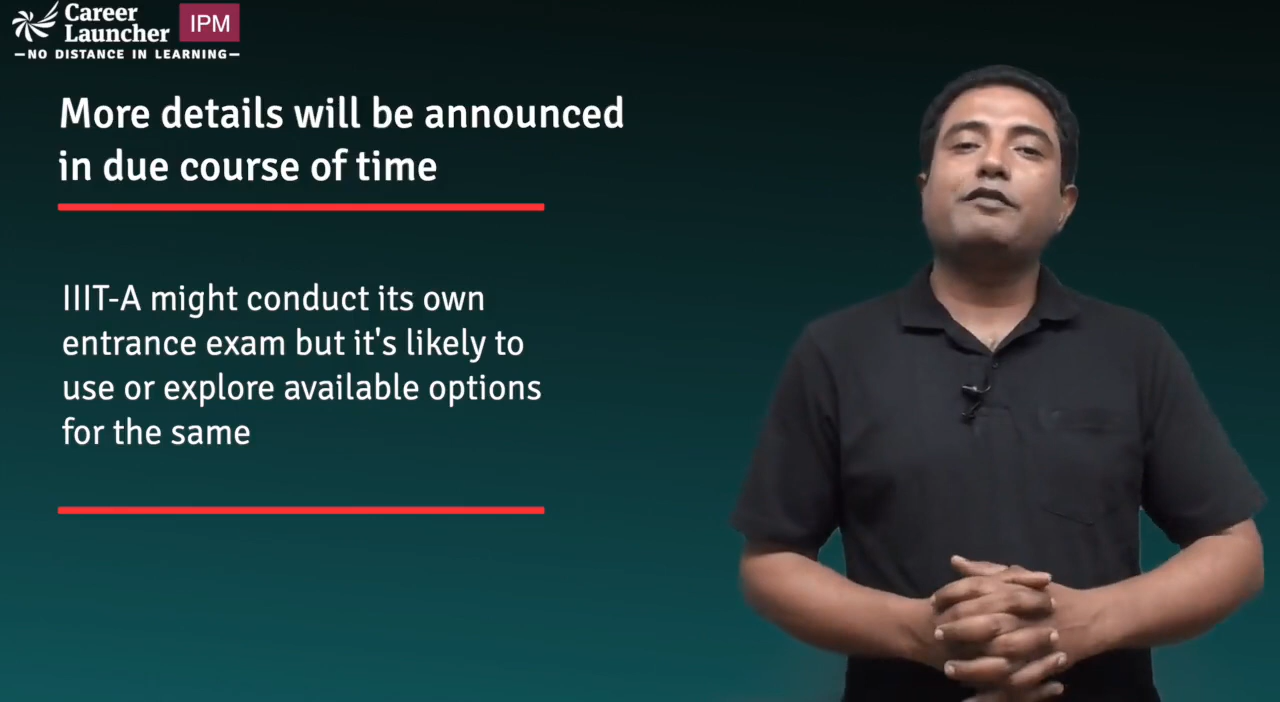 Career
Launcher
IPM
—NO DISTANCE IN LEARNING—
More details will be announced
in due course of time
IIIT-A might conduct its own
entrance exam but it's likely to
use or explore available options
for the same